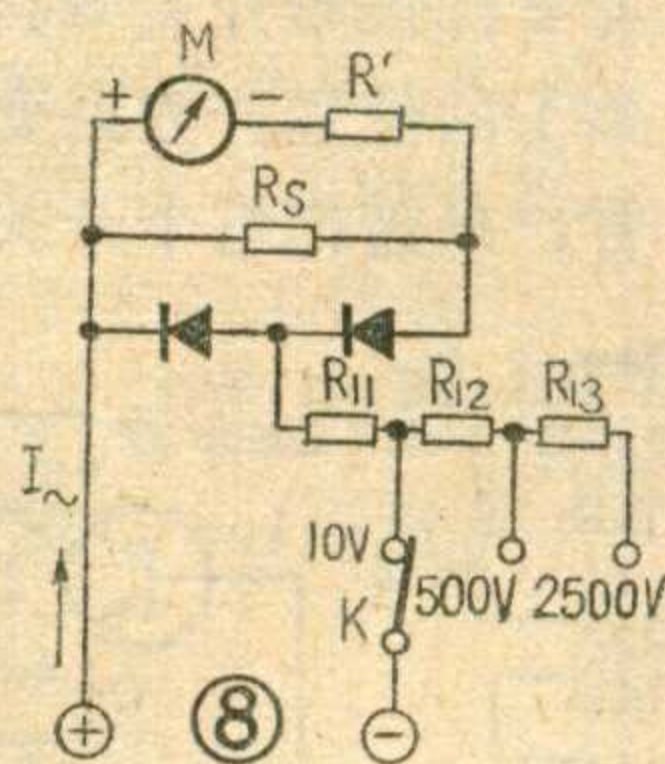 M
+ − R′
RS
R11 R12 R13
I~
10V
500V 2500V
K
+ 8 −